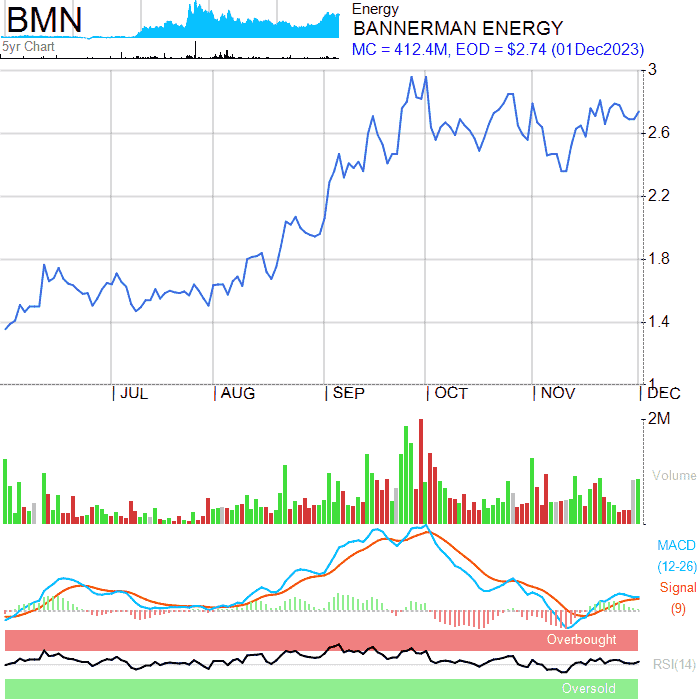 BMN
5yr Chart
Energy
BANNERMAN ENERGY
MC = 412.4M, EOD = $2.74 (01Dec2023)
3
2.6
2.2
1.8
1.4
1
JUL
AUG
SEP
OCT
NOV
DEC
2M
Volume
MACD
(12-26)
Signal
(9)
Overbought
RSI(14)
Oversold